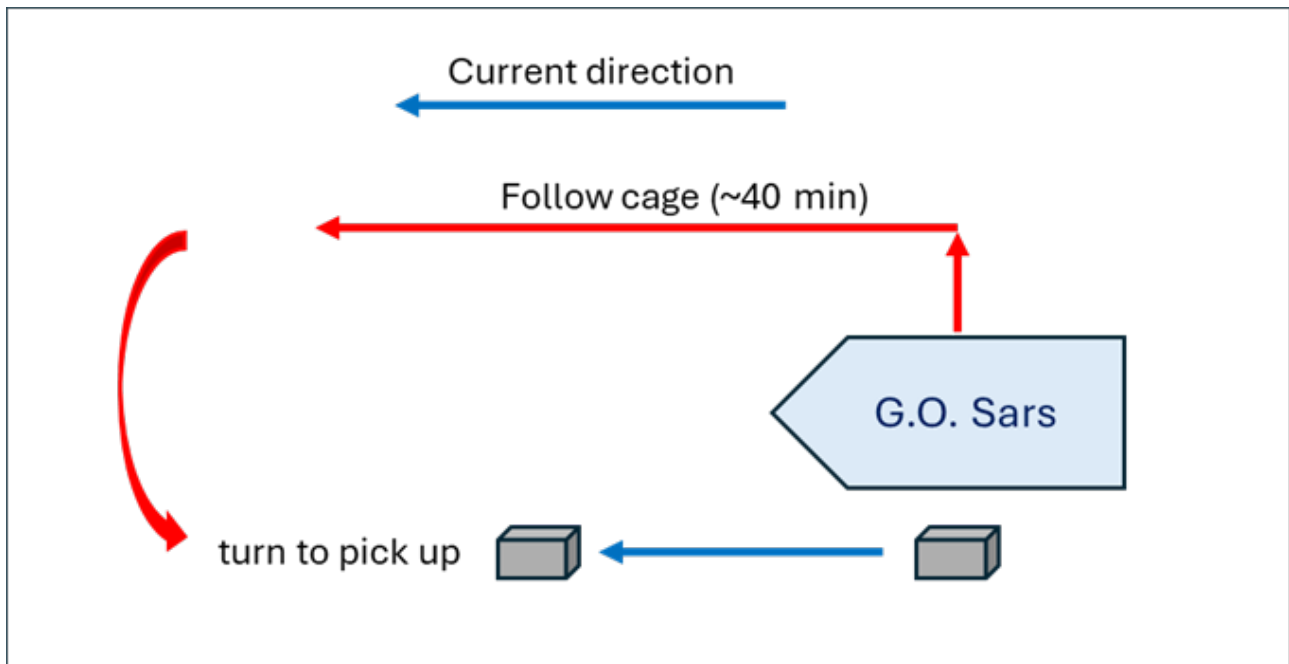 Current direction
Follow cage (~40 min)
G.O. Sars
turn to pick up